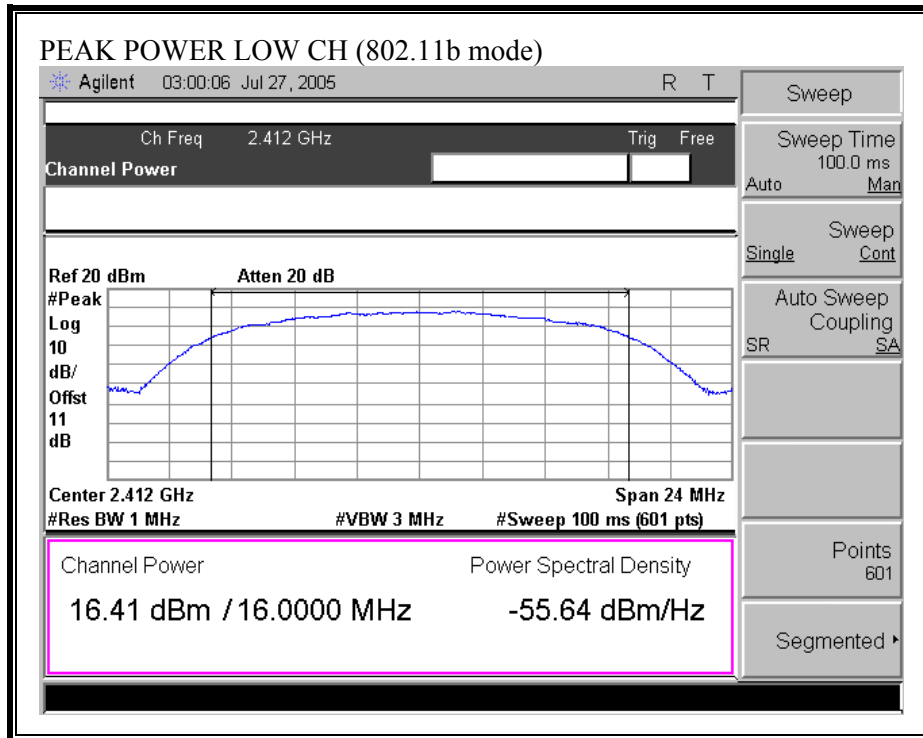 PEAK POWER LOW CH (802.11b mode)
Agilent 03:00:06 Jul 27, 2005 R T
Ch Freq 2.412 GHz Trig Free
Channel Power
Ref 20 dBm Atten 20 dB
#Peak
Log
10
dB/
Offst
11
dB
Center 2.412 GHz Span 24 MHz
#Res BW 1 MHz #VBW 3 MHz #Sweep 100 ms (601 pts)
Channel Power Power Spectral Density
16.41 dBm / 16.0000 MHz -55.64 dBm/Hz
Sweep
Sweep Time
100.0 ms
Auto Man
Sweep
Single Cont
Auto Sweep
Coupling
SR SA
Points
601
Segmented